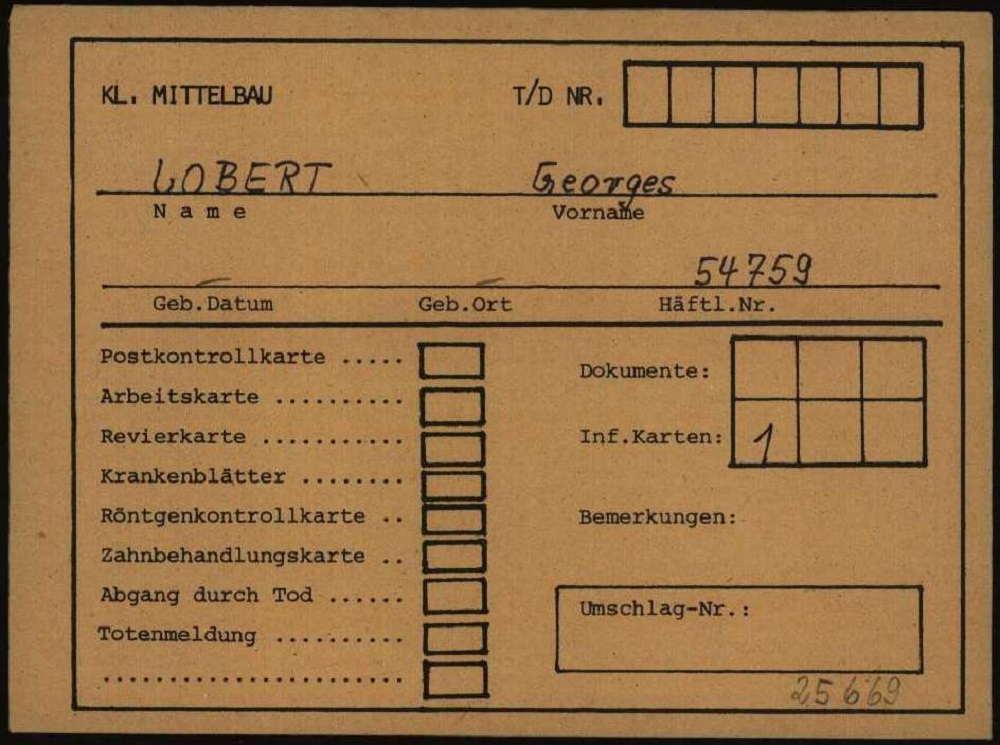 KL. MITTELBAU T/D NR.
LOBERT Georges
Name Vorname
54759
Geb.Datum Geb.Ort Häftl.Nr.
Postkontrollkarte .....
Dokumente:
Arbeitskarte ..........
Revierkarte ...........
Inf.Karten: 1
Krankenblätter ........
Röntgenkontrollkarte ..
Bemerkungen:
Zahnbehandlungskarte ..
Abgang durch Tod ......
Umschlag-Nr.:
Totenmeldung ..........
.......................
25669